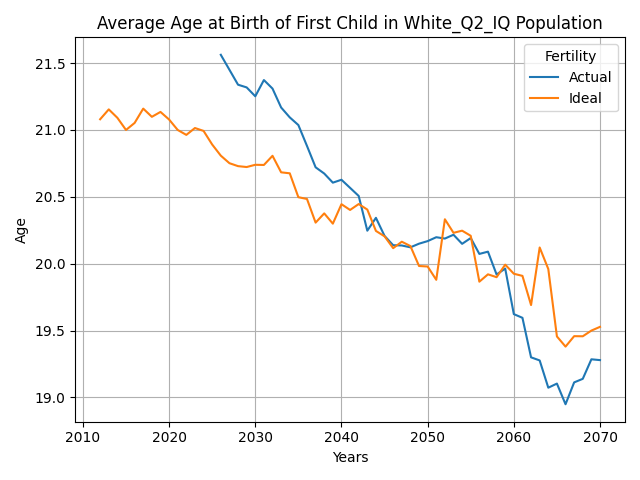 Average Age at Birth of First Child in White_Q2_IQ Population
Fertility
Actual
Ideal
21.5
21.0
20.5
20.0
19.5
19.0
Age
2010 2020 2030 2040 2050 2060 2070
Years